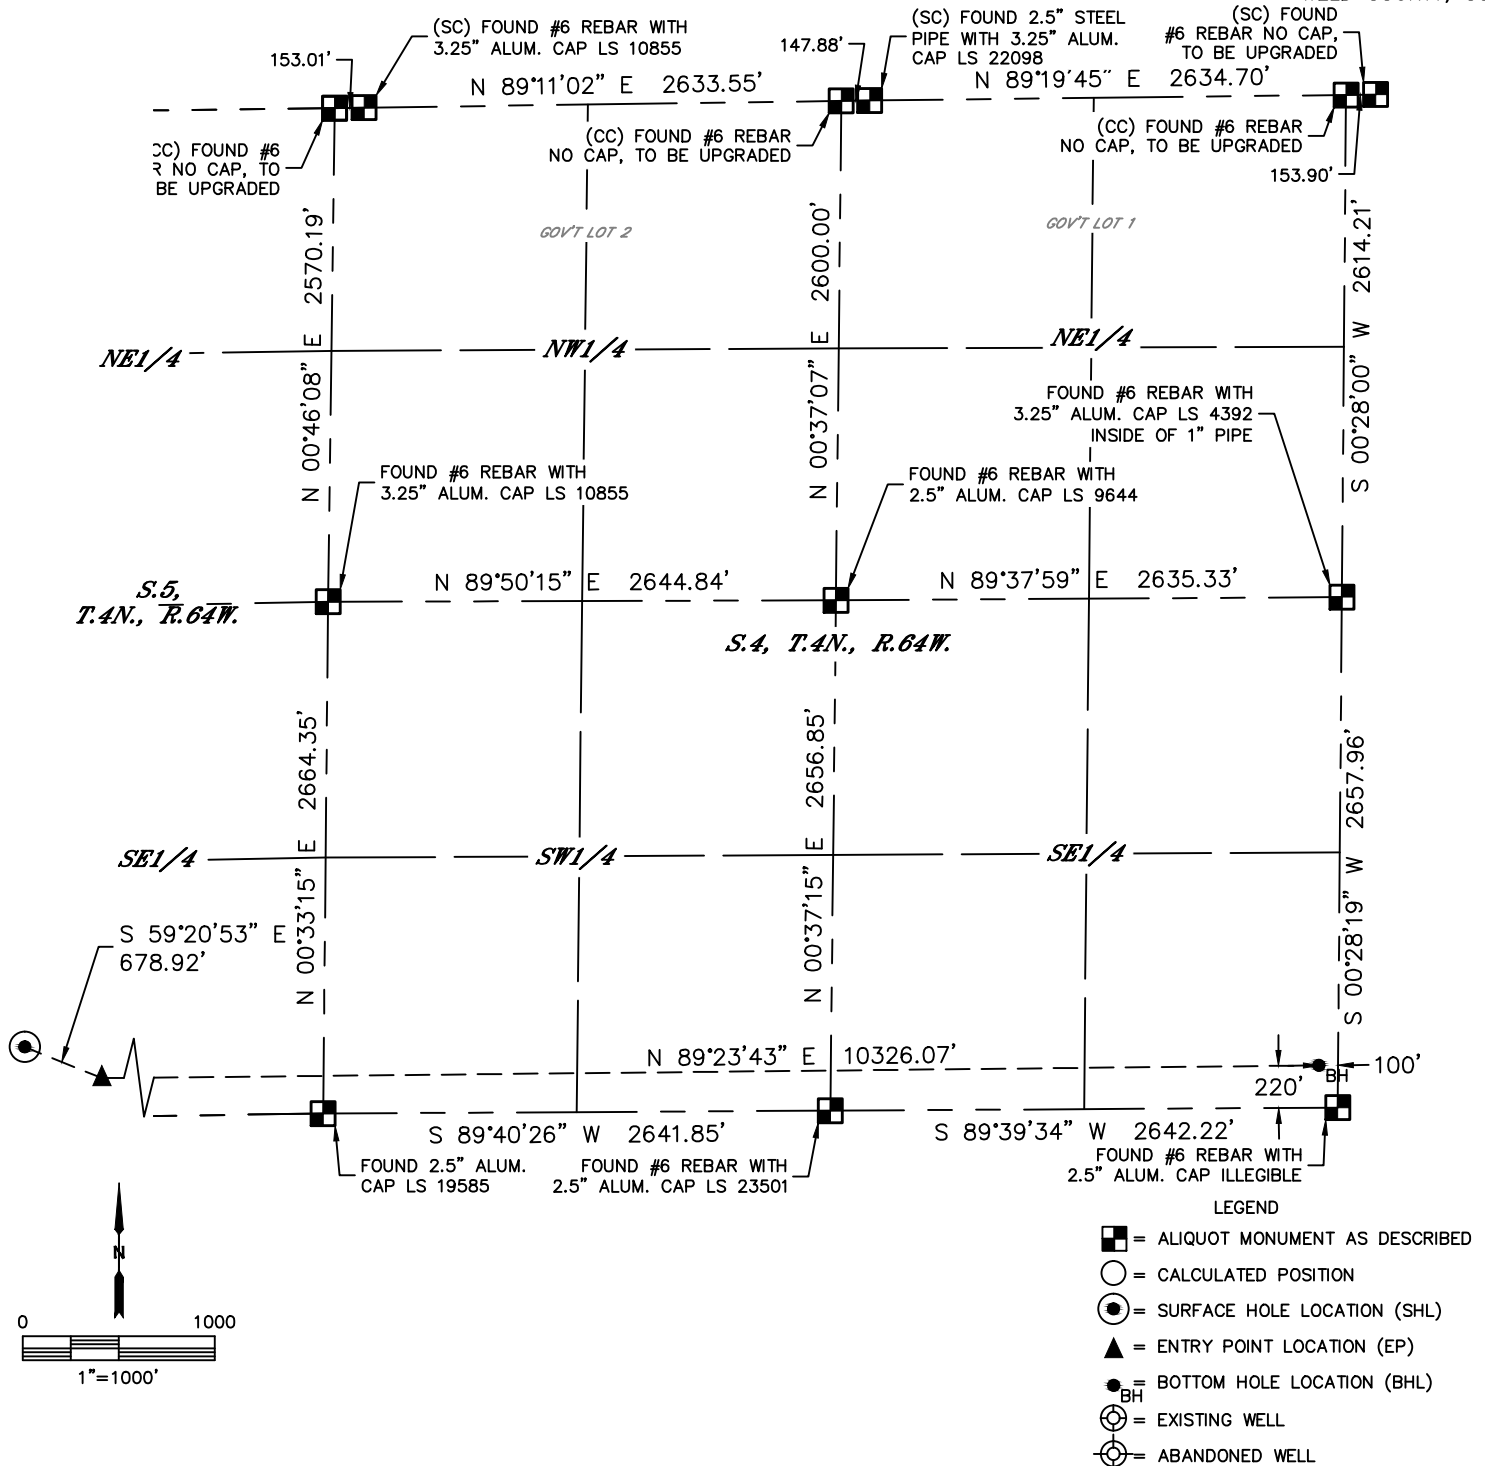 (SC) FOUND #6 REBAR WITH
3.25" ALUM. CAP LS 10855
153.01'
N 89°11'02" E 2633.55'
147.88'
(SC) FOUND 2.5" STEEL
PIPE WITH 3.25" ALUM.
CAP LS 22098
N 89°19'45" E 2634.70'
(SC) FOUND
#6 REBAR NO CAP,
TO BE UPGRADED
CC) FOUND #6
R NO CAP, TO
BE UPGRADED
(CC) FOUND #6 REBAR
NO CAP, TO BE UPGRADED
(CC) FOUND #6 REBAR
NO CAP, TO BE UPGRADED
153.90'
GOV'T LOT 2
GOV'T LOT 1
N 00°46'08" E 2570.19'
N 00°37'07" E 2600.00'
S 00°28'00" W 2614.21'
NE1/4
NW1/4
NE1/4
FOUND #6 REBAR WITH
3.25" ALUM. CAP LS 4392
INSIDE OF 1" PIPE
FOUND #6 REBAR WITH
3.25" ALUM. CAP LS 10855
FOUND #6 REBAR WITH
2.5" ALUM. CAP LS 9644
S.5,
T.4N., R.64W.
N 89°50'15" E 2644.84'
N 89°37'59" E 2635.33'
S.4, T.4N., R.64W.
N 00°33'15" E 2664.35'
N 00°37'15" E 2656.85'
S 00°28'19" W 2657.96'
SE1/4
SW1/4
SE1/4
S 59°20'53" E
678.92'
N 89°23'43" E 10326.07'
220'
BH
100'
S 89°40'26" W 2641.85'
S 89°39'34" W 2642.22'
FOUND 2.5" ALUM.
CAP LS 19585
FOUND #6 REBAR WITH
2.5" ALUM. CAP LS 23501
FOUND #6 REBAR WITH
2.5" ALUM. CAP ILLEGIBLE
N
0 1000
1"=1000'
LEGEND
= ALIQUOT MONUMENT AS DESCRIBED
= CALCULATED POSITION
= SURFACE HOLE LOCATION (SHL)
= ENTRY POINT LOCATION (EP)
BH = BOTTOM HOLE LOCATION (BHL)
= EXISTING WELL
= ABANDONED WELL